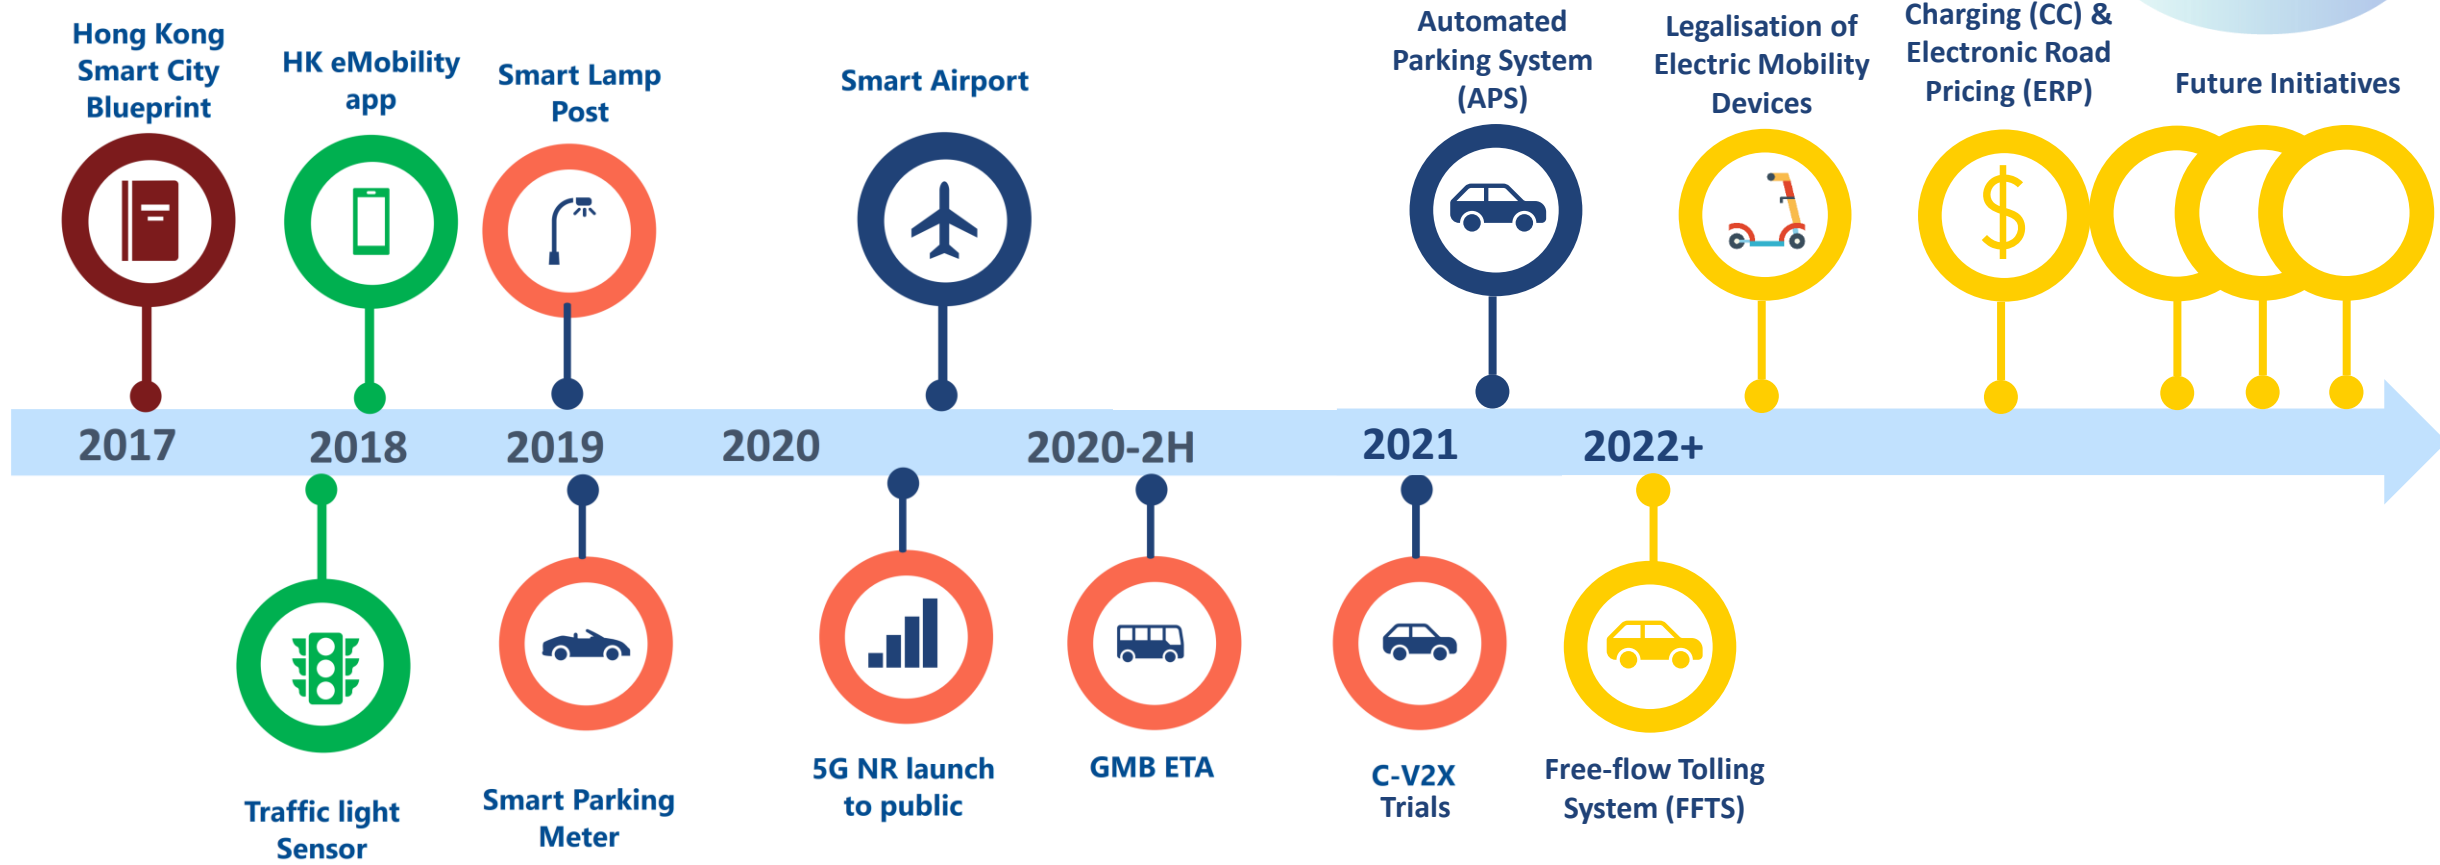 Hong Kong
Smart City
Blueprint
HK eMobility
app
Smart Lamp
Post
Smart Airport
Automated
Parking System
(APS)
Legalisation of
Electric Mobility
Devices
Charging (CC) &
Electronic Road
Pricing (ERP)
Future Initiatives
$
2017
2018
2019
2020
2020-2H
2021
2022+
Traffic light
Sensor
Smart Parking
Meter
5G NR launch
to public
GMB ETA
C-V2X
Trials
Free-flow Tolling
System (FFTS)